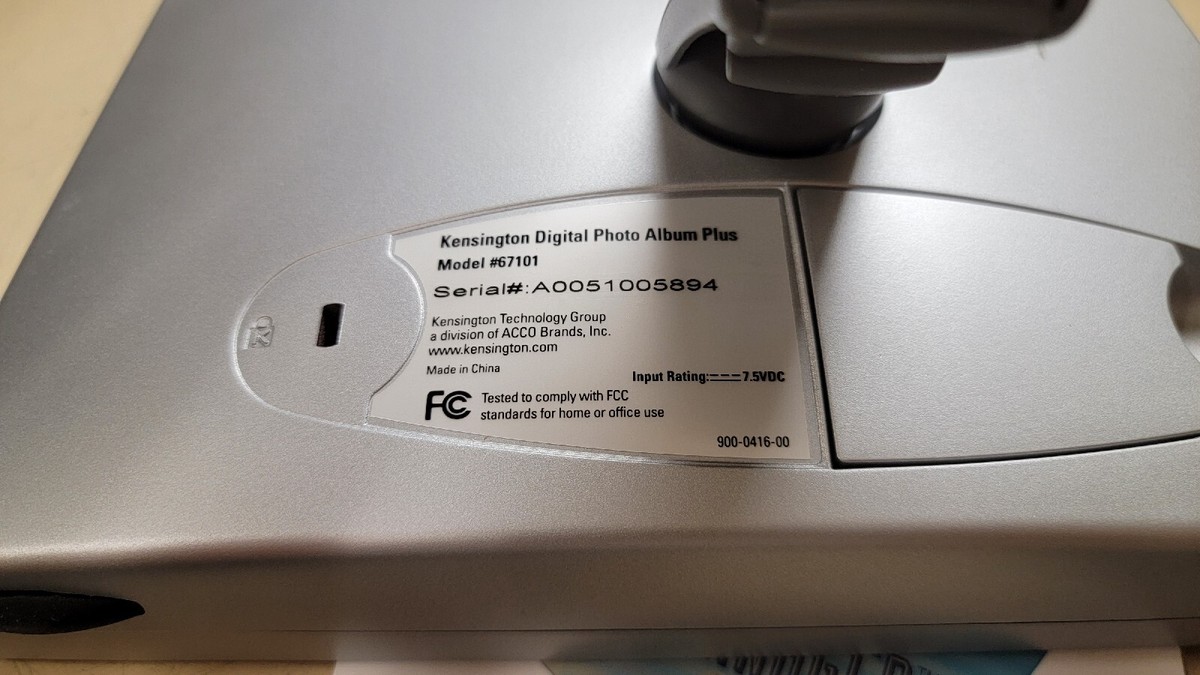 Kensington Digital Photo Album Plus
Model #67101
Serial#:A0051005894
Kensington Technology Group
a division of ACCO Brands, Inc.
www.kensington.com
Made in China
Input Rating:⎓7.5VDC
FC Tested to comply with FCC
standards for home or office use
900-0416-00
K